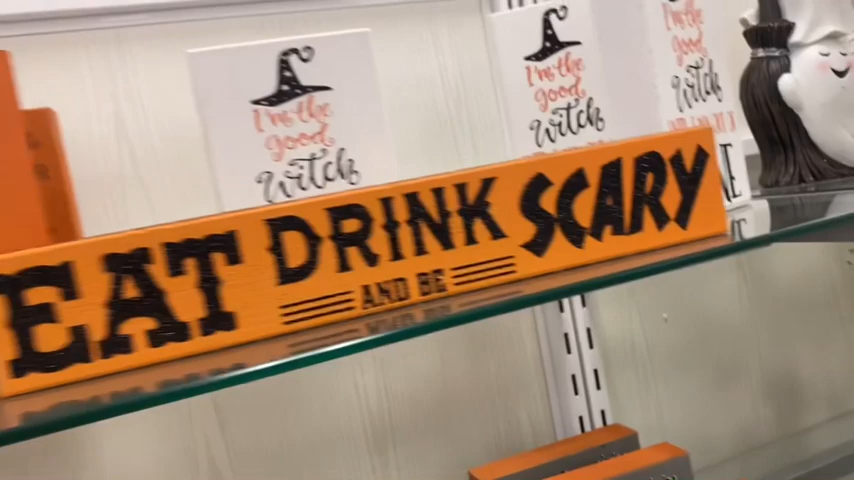 I'm the
good
witch
I'm the
good
witch
I'm the
good
witch
EAT DRINK SCARY
AND BE